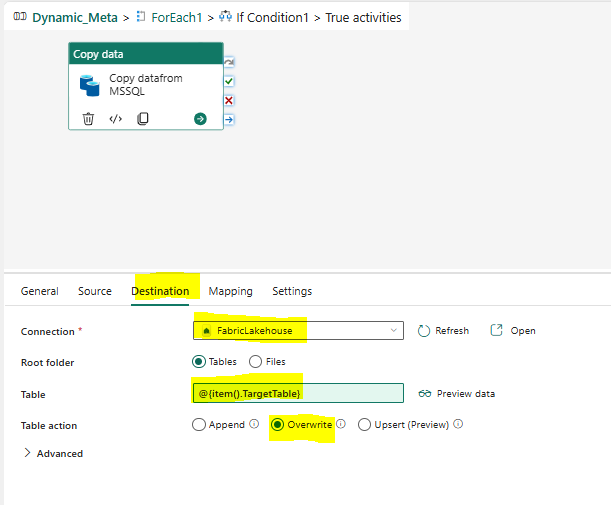 Dynamic_Meta > ForEach1 > If Condition1 > True activities
Copy data
Copy datafrom
MSSQL
General Source Destination Mapping Settings
Connection * FabricLakehouse Refresh Open
Root folder Tables Files
Table @{item().TargetTable} Preview data
Table action Append Overwrite Upsert (Preview)
> Advanced